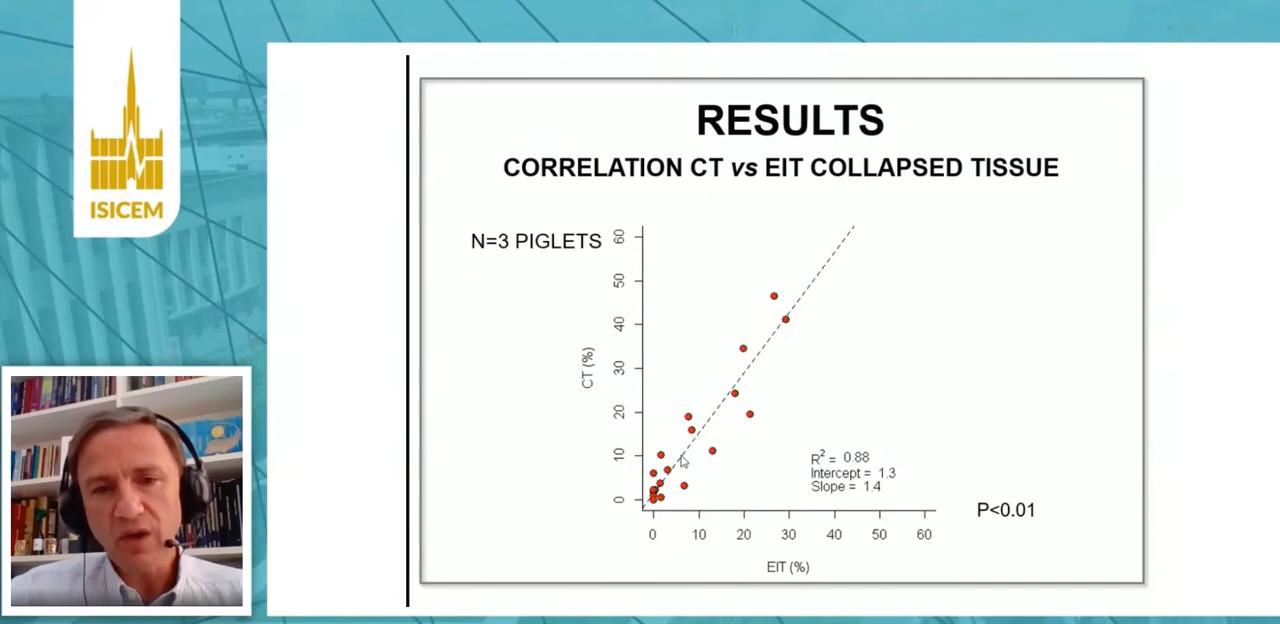 ISICEM
RESULTS
CORRELATION CT vs EIT COLLAPSED TISSUE
N=3 PIGLETS
60
50
40
30
20
10
0
CT (%)
R2 = 0.88
Intercept = 1.3
Slope = 1.4
P<0.01
0 10 20 30 40 50 60
EIT (%)